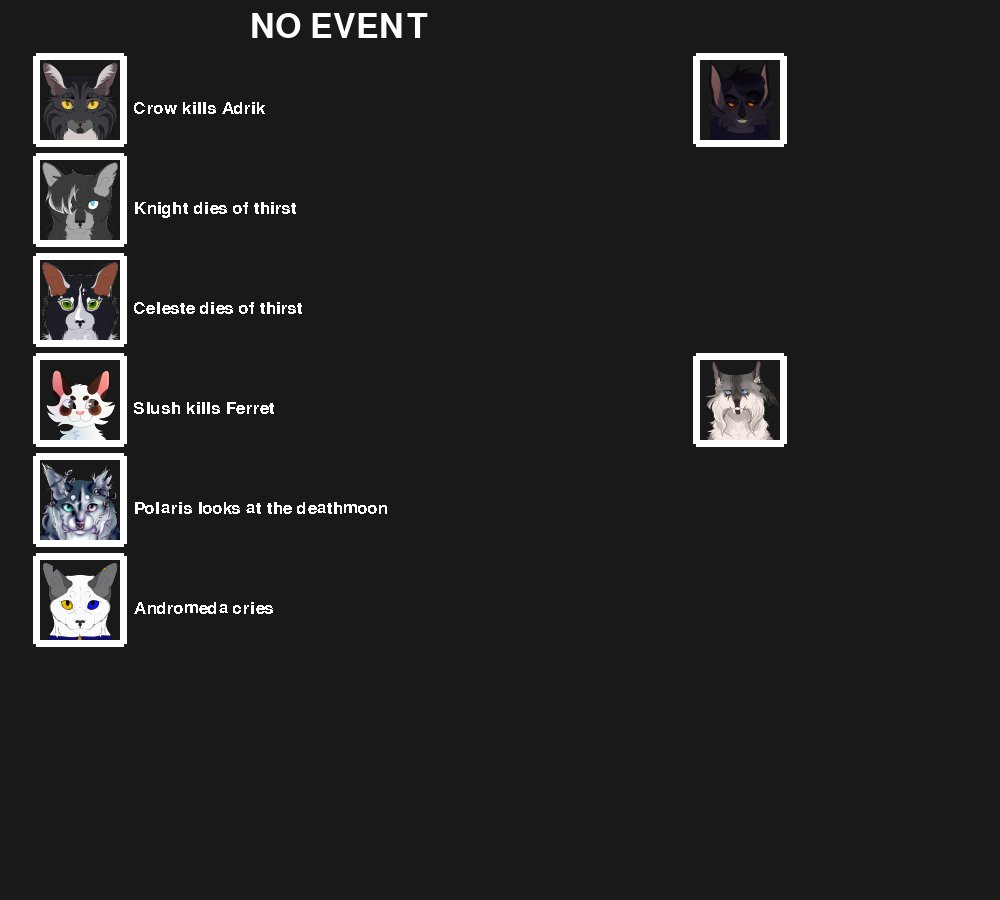 NO EVENT
Crow kills Adrik
Knight dies of thirst
Celeste dies of thirst
Slush kills Ferret
Polaris looks at the deathmoon
Andromeda cries